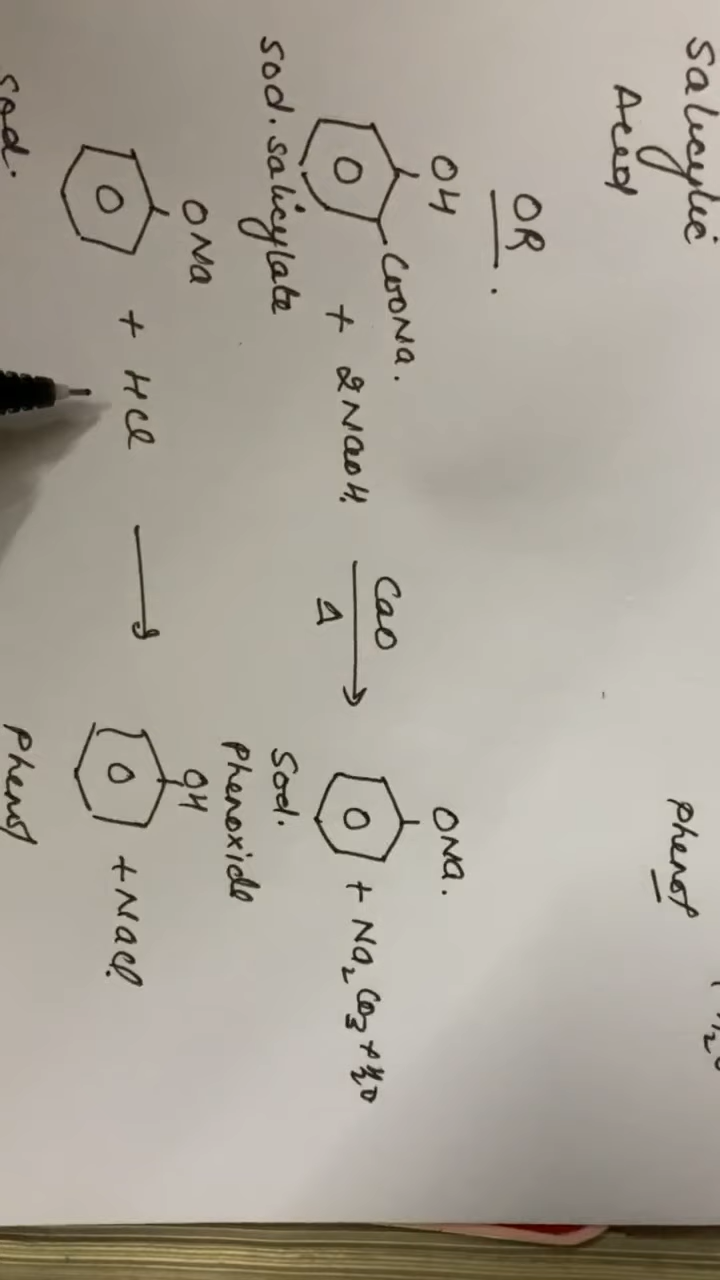 Salicylic
Acid
Phenol
OR
OH
COONa. + 2NaOH. CaO Δ ONa. + Na2CO3 + H2O
Sod. salicylate
Sod.
Phenoxide
ONa + HCl OH + NaCl.
Sod.
Phenol